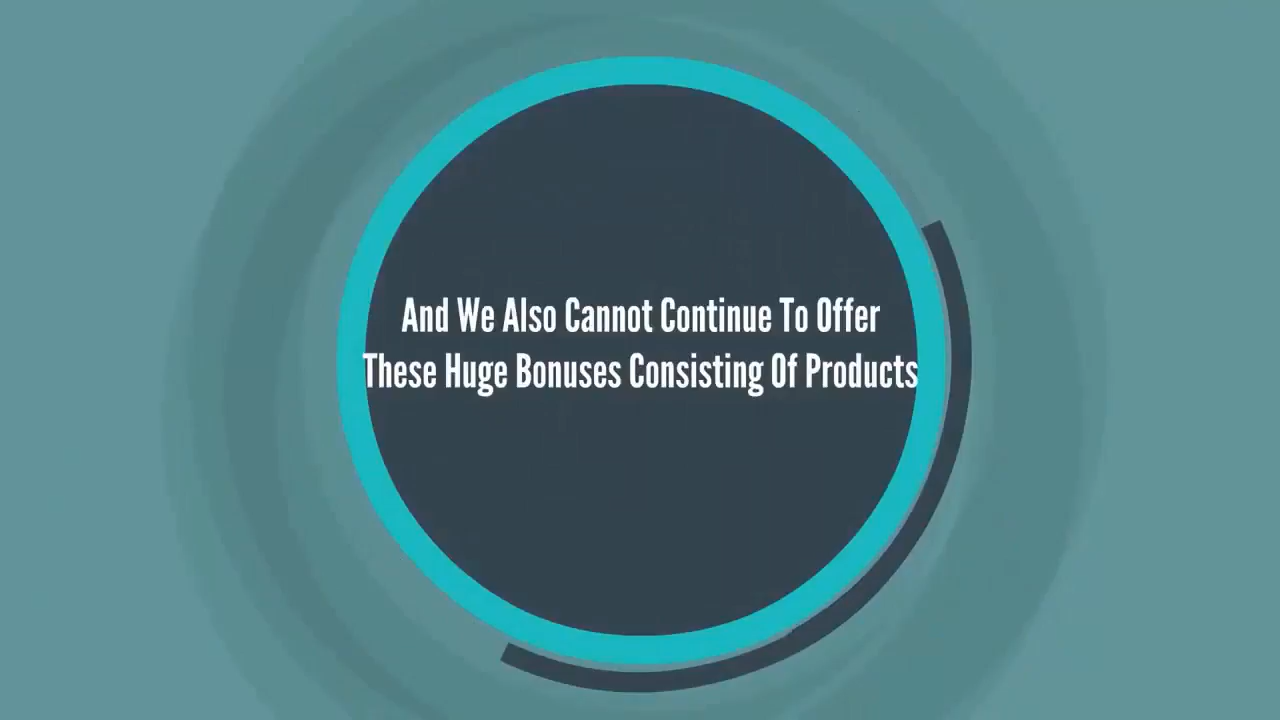 And We Also Cannot Continue To Offer
These Huge Bonuses Consisting Of Products